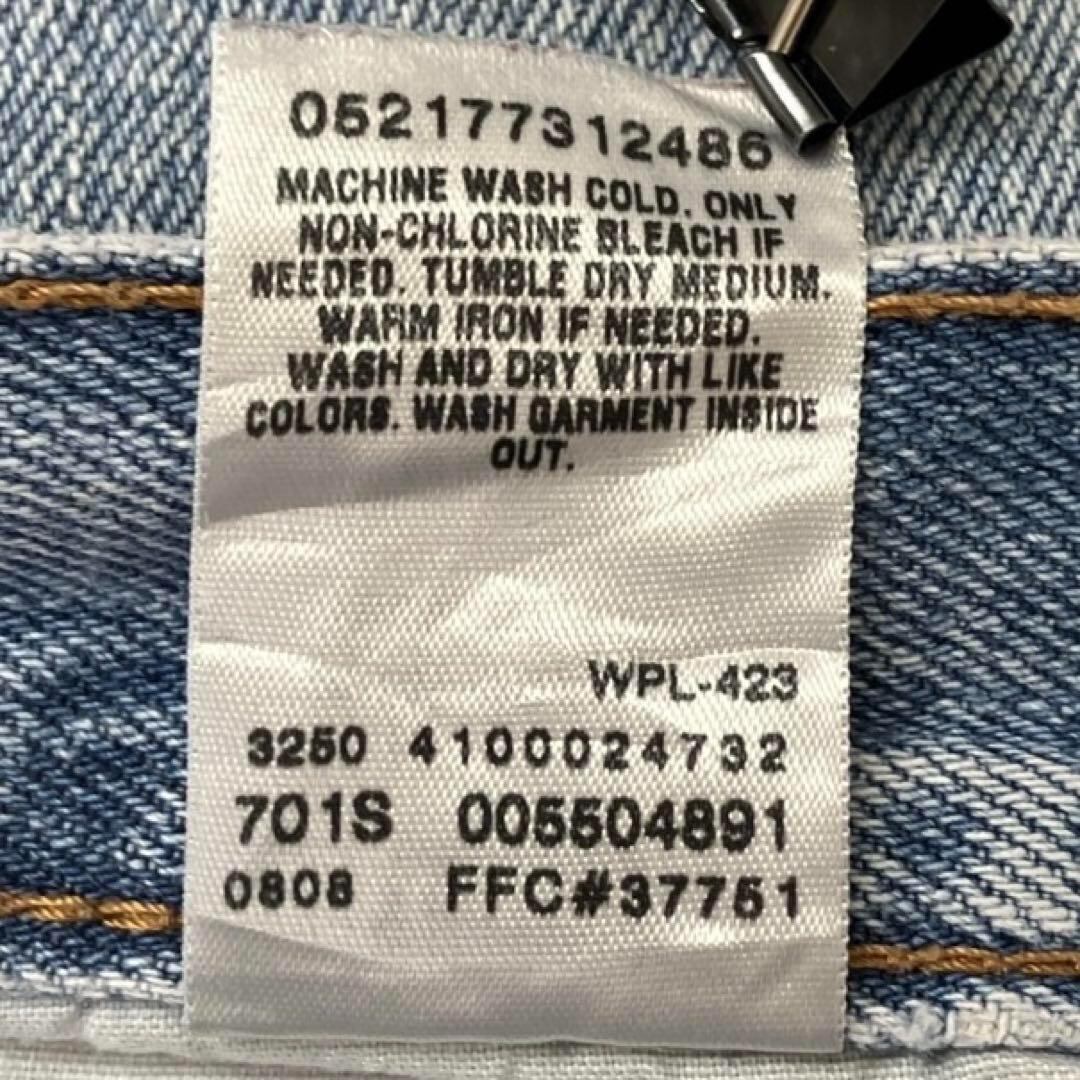 052177312486
MACHINE WASH COLD. ONLY
NON-CHLORINE BLEACH IF
NEEDED. TUMBLE DRY MEDIUM.
WARM IRON IF NEEDED.
WASH AND DRY WITH LIKE
COLORS. WASH GARMENT INSIDE
OUT.
WPL-423
3250 4100024732
701S 005504891
0808 FFC#37751